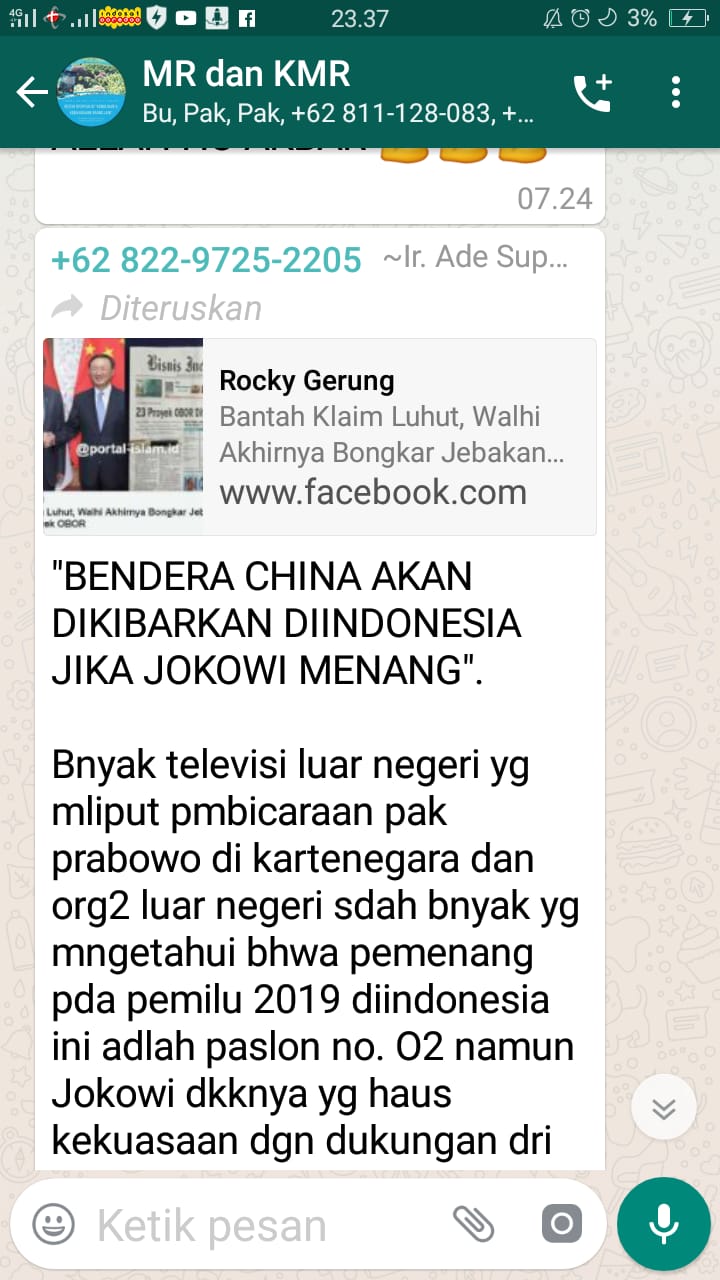 4G
indosat
ooredoo
23.37
3%
MR dan KMR
Bu, Pak, Pak, +62 811-128-083, +...
07.24
+62 822-9725-2205 ~Ir. Ade Sup...
Diteruskan
Bisnis Ind
23 Proyek OBOR Di
@portal-islam.id
Luhut, Walhi Akhirnya Bongkar Jeb
ek OBOR
Rocky Gerung
Bantah Klaim Luhut, Walhi
Akhirnya Bongkar Jebakan...
www.facebook.com
"BENDERA CHINA AKAN
DIKIBARKAN DIINDONESIA
JIKA JOKOWI MENANG".
Bnyak televisi luar negeri yg
mliput pmbicaraan pak
prabowo di kartenegara dan
org2 luar negeri sdah bnyak yg
mngetahui bhwa pemenang
pda pemilu 2019 diindonesia
ini adlah paslon no. O2 namun
Jokowi dkknya yg haus
kekuasaan dgn dukungan dri
Ketik pesan